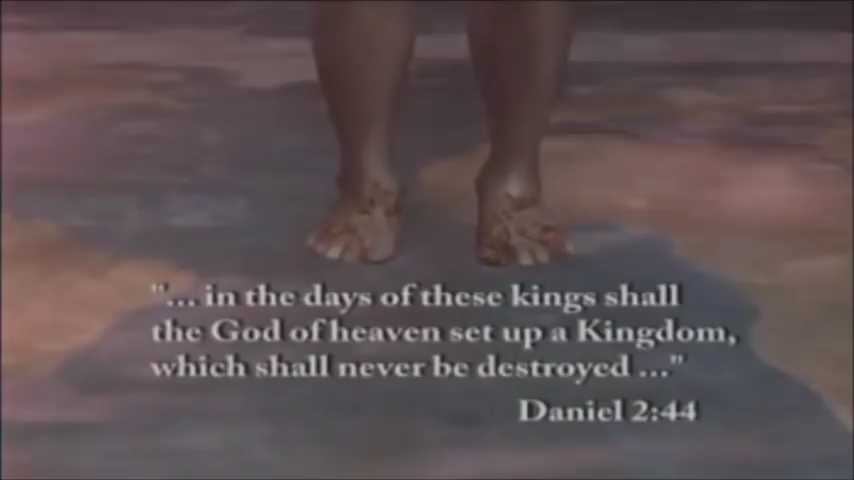 "... in the days of these kings shall
the God of heaven set up a Kingdom,
which shall never be destroyed ..."
Daniel 2:44